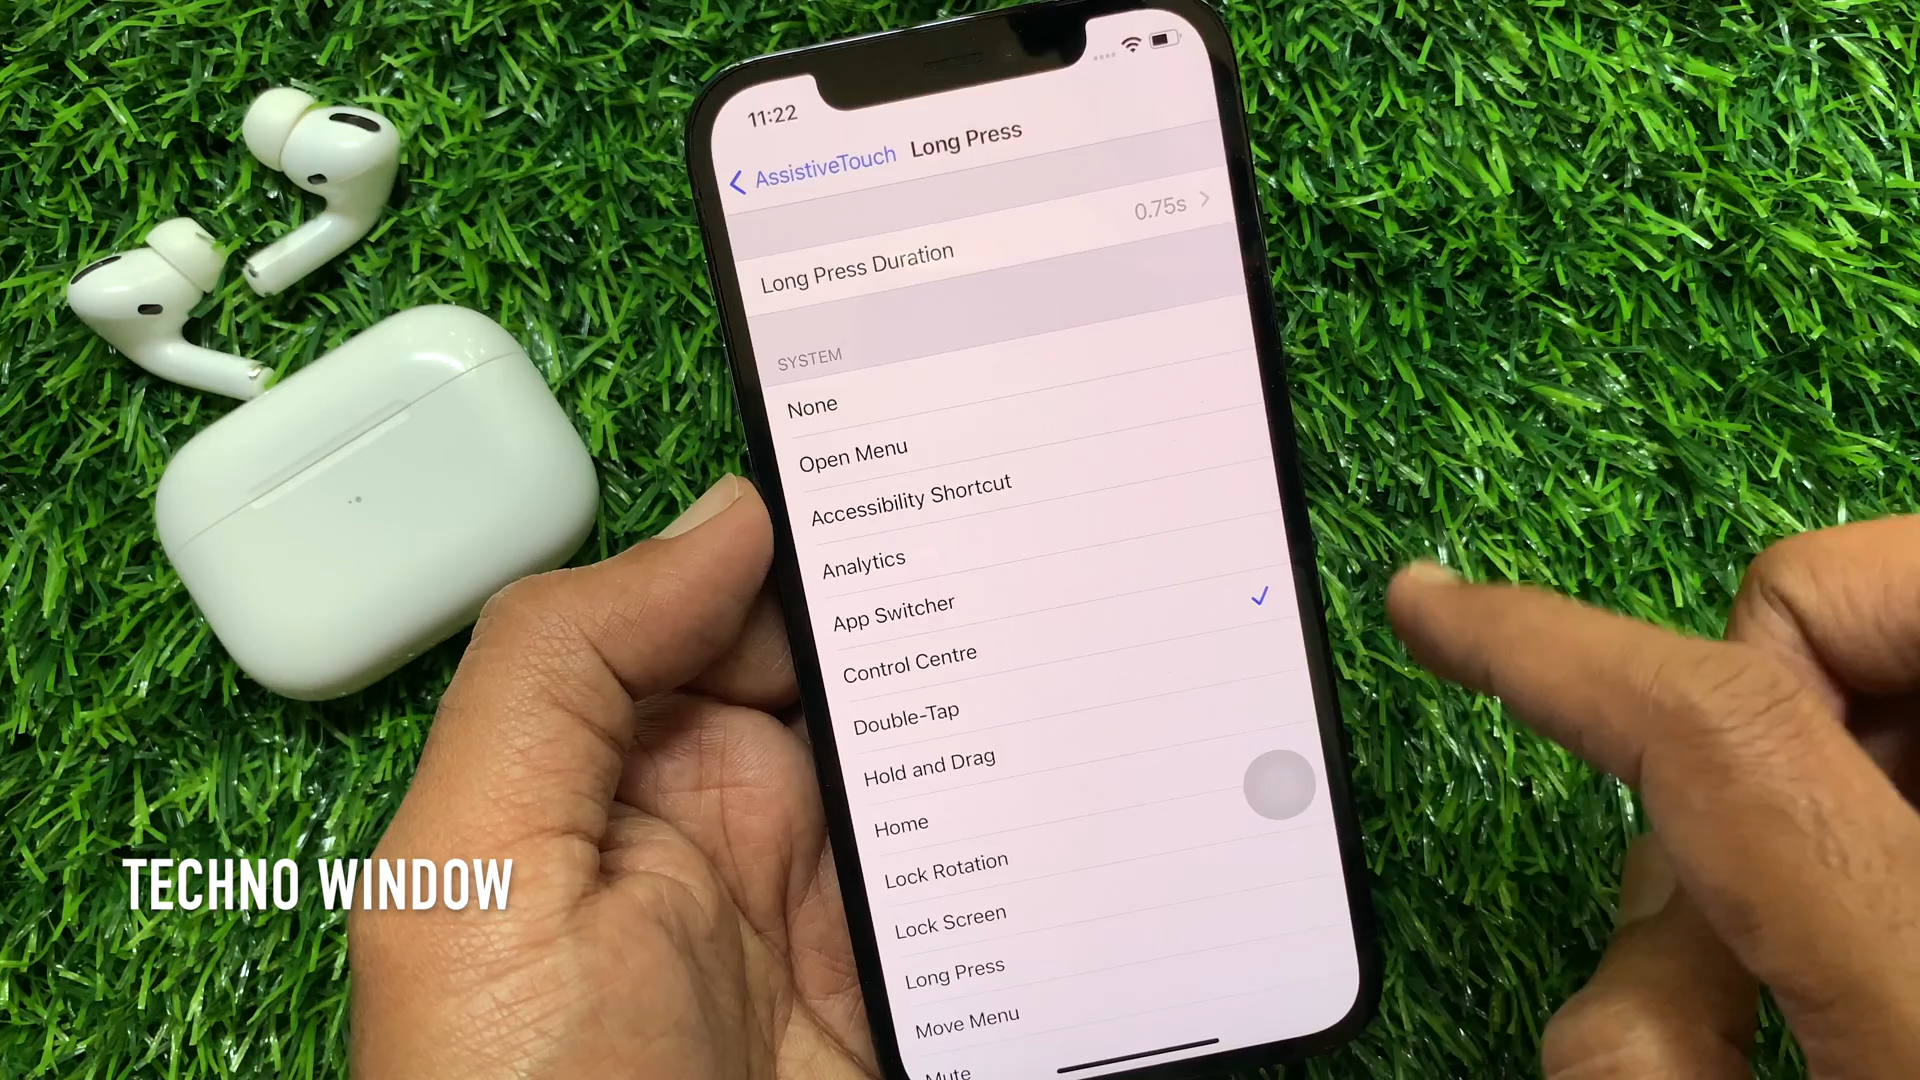 11:22
AssistiveTouch Long Press
Long Press Duration 0.75s
SYSTEM
None
Open Menu
Accessibility Shortcut
Analytics
App Switcher
Control Centre
Double-Tap
Hold and Drag
Home
Lock Rotation
Lock Screen
Long Press
Move Menu
Mute
TECHNO WINDOW